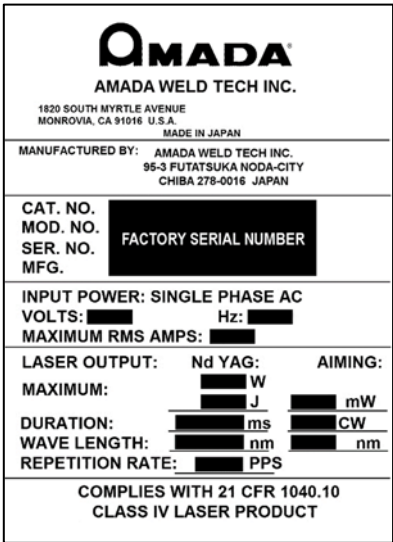 AMADA
AMADA WELD TECH INC.
1820 SOUTH MYRTLE AVENUE
MONROVIA, CA 91016 U.S.A.
MADE IN JAPAN
MANUFACTURED BY: AMADA WELD TECH INC.
95-3 FUTATSUKA NODA-CITY
CHIBA 278-0016 JAPAN
CAT. NO.
MOD. NO.
SER. NO.
MFG.
FACTORY SERIAL NUMBER
INPUT POWER: SINGLE PHASE AC
VOLTS: Hz:
MAXIMUM RMS AMPS:
LASER OUTPUT: Nd YAG: AIMING:
MAXIMUM: W
J mW
DURATION: ms CW
WAVE LENGTH: nm nm
REPETITION RATE: PPS
COMPLIES WITH 21 CFR 1040.10
CLASS IV LASER PRODUCT